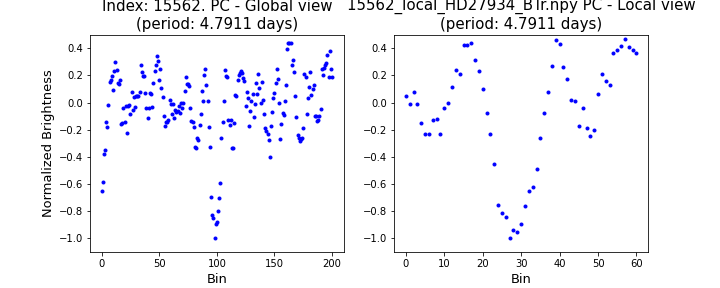 Index: 15562. PC - Global view
(period: 4.7911 days)
15562_local_HD27934_BTr.npy PC - Local view
(period: 4.7911 days)
Normalized Brightness
0.4
0.2
0.0
−0.2
−0.4
−0.6
−0.8
−1.0
0 50 100 150 200
Bin
0.4
0.2
0.0
−0.2
−0.4
−0.6
−0.8
−1.0
0 10 20 30 40 50 60
Bin